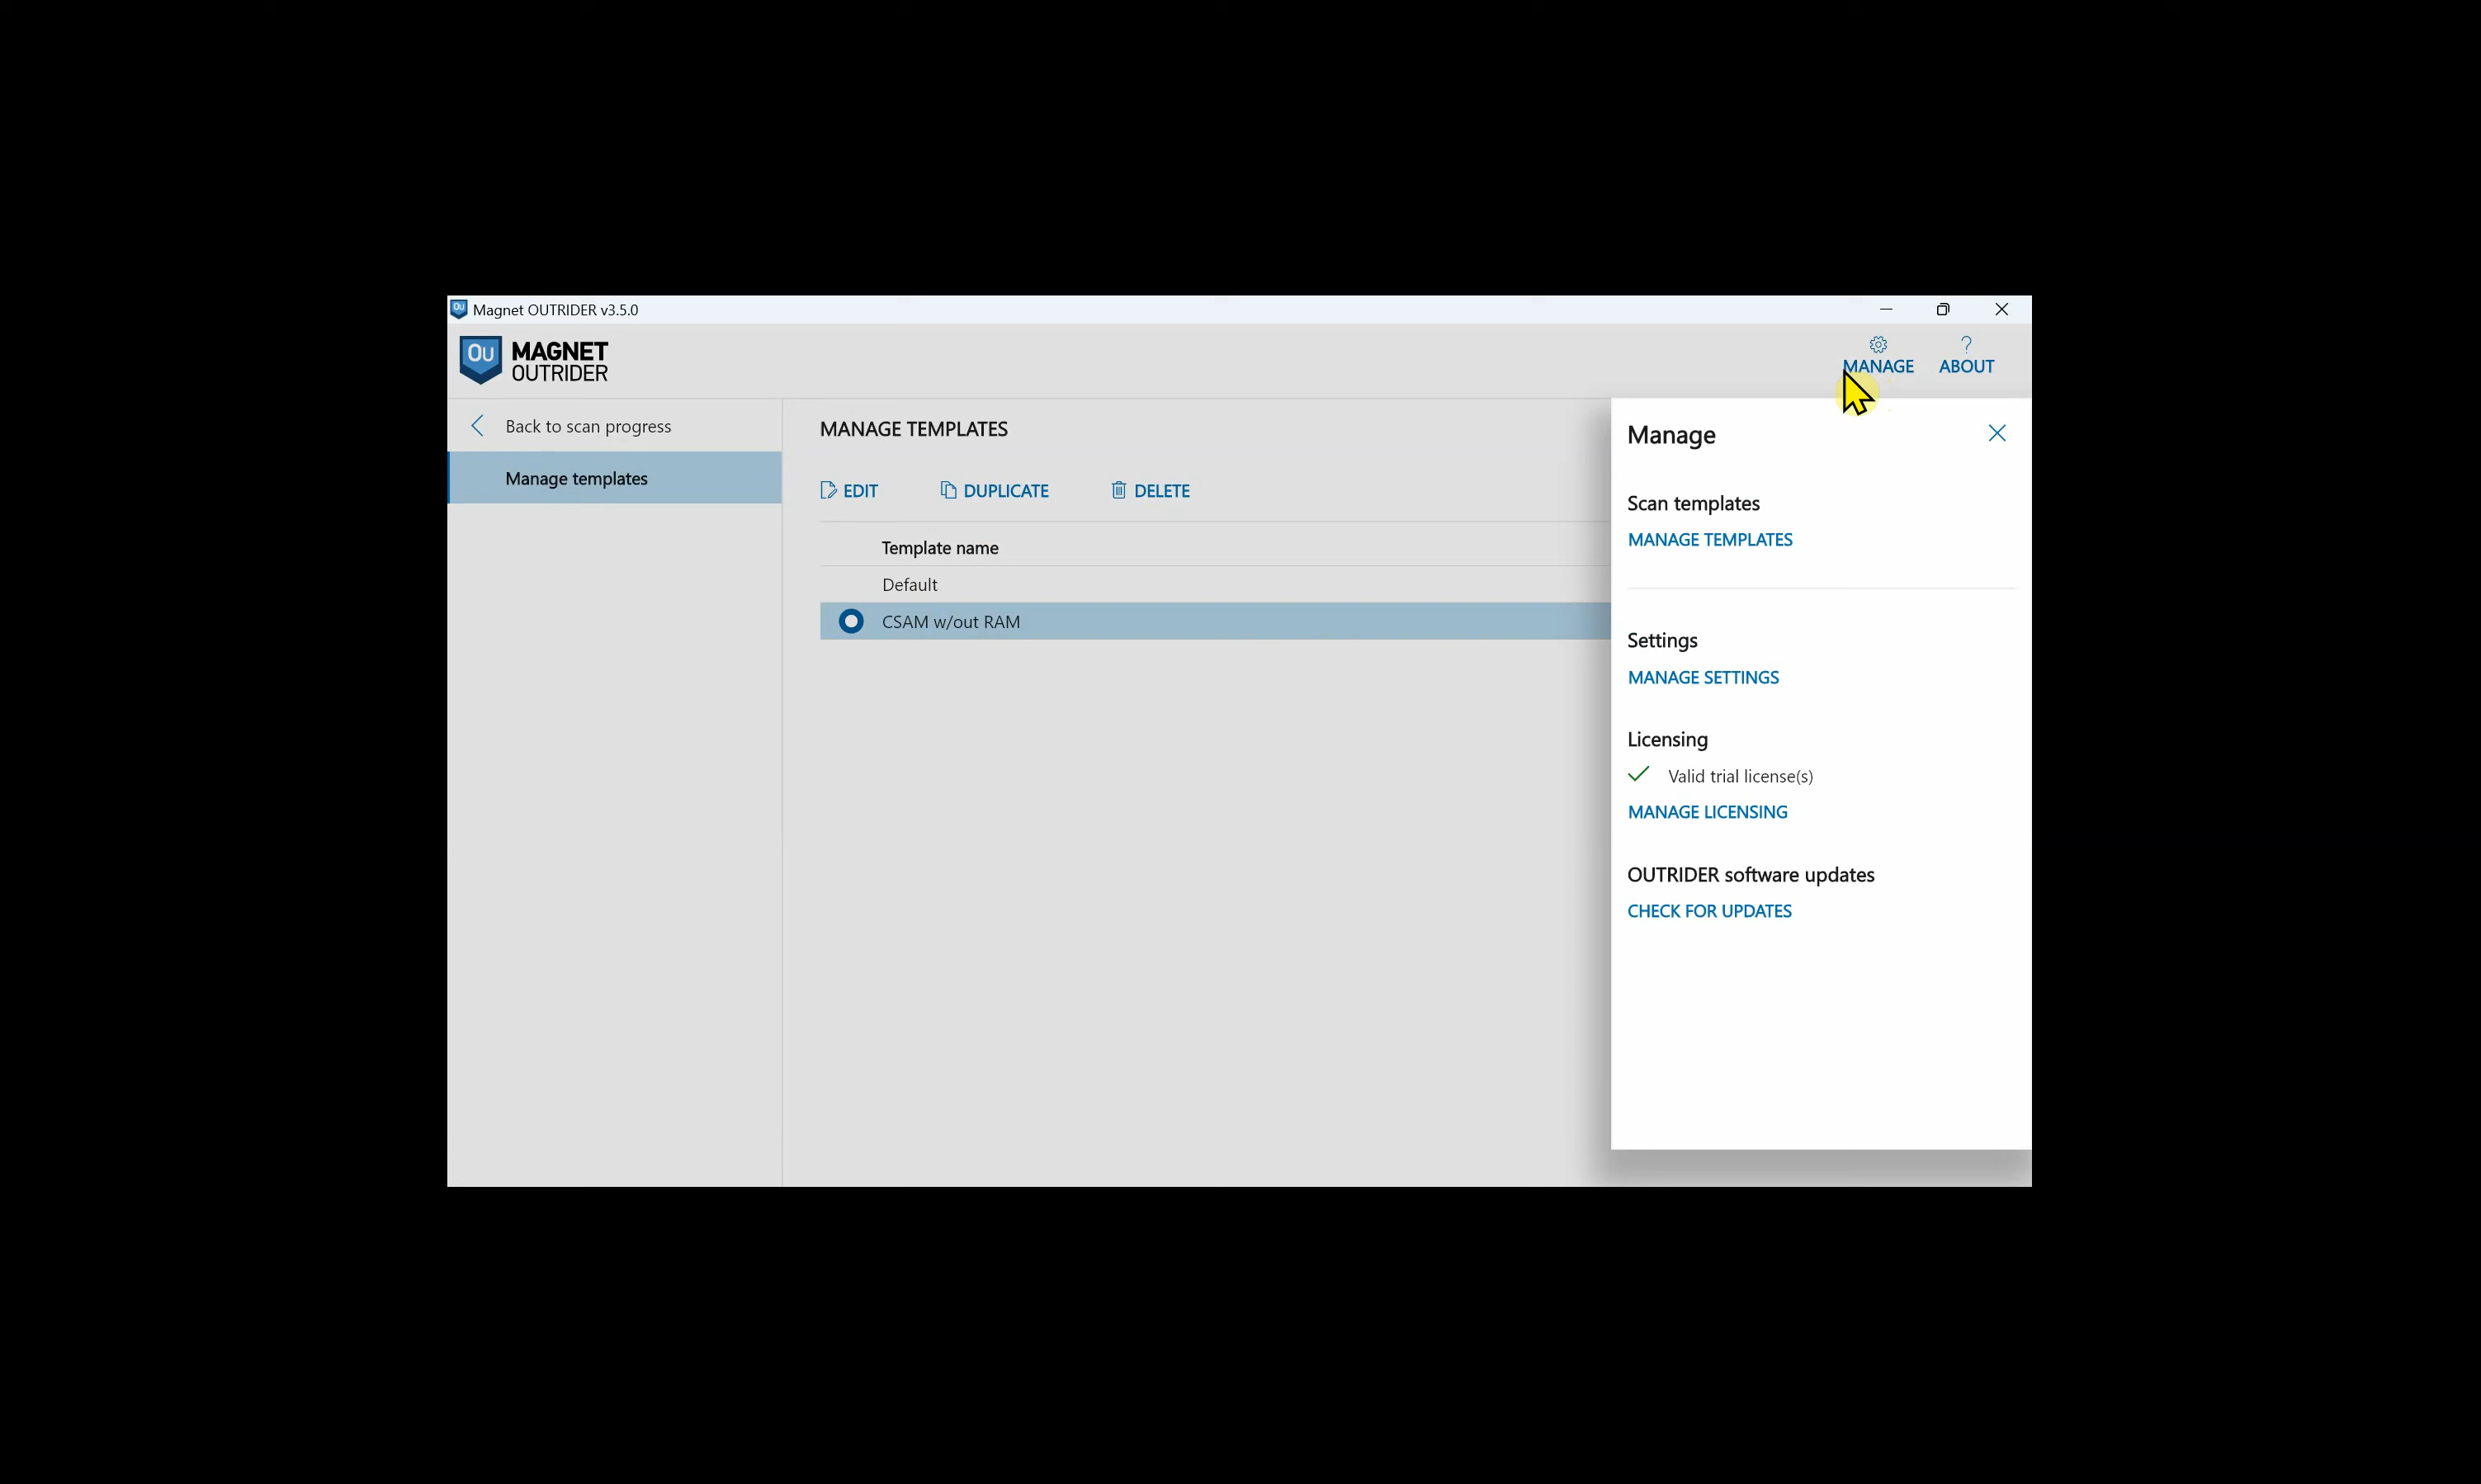 Magnet OUTRIDER v3.5.0
OU MAGNET OUTRIDER
MANAGE
? ABOUT
Back to scan progress
Manage templates
MANAGE TEMPLATES
EDIT DUPLICATE DELETE
Template name
Default
CSAM w/out RAM
Manage
Scan templates
MANAGE TEMPLATES
Settings
MANAGE SETTINGS
Licensing
Valid trial license(s)
MANAGE LICENSING
OUTRIDER software updates
CHECK FOR UPDATES